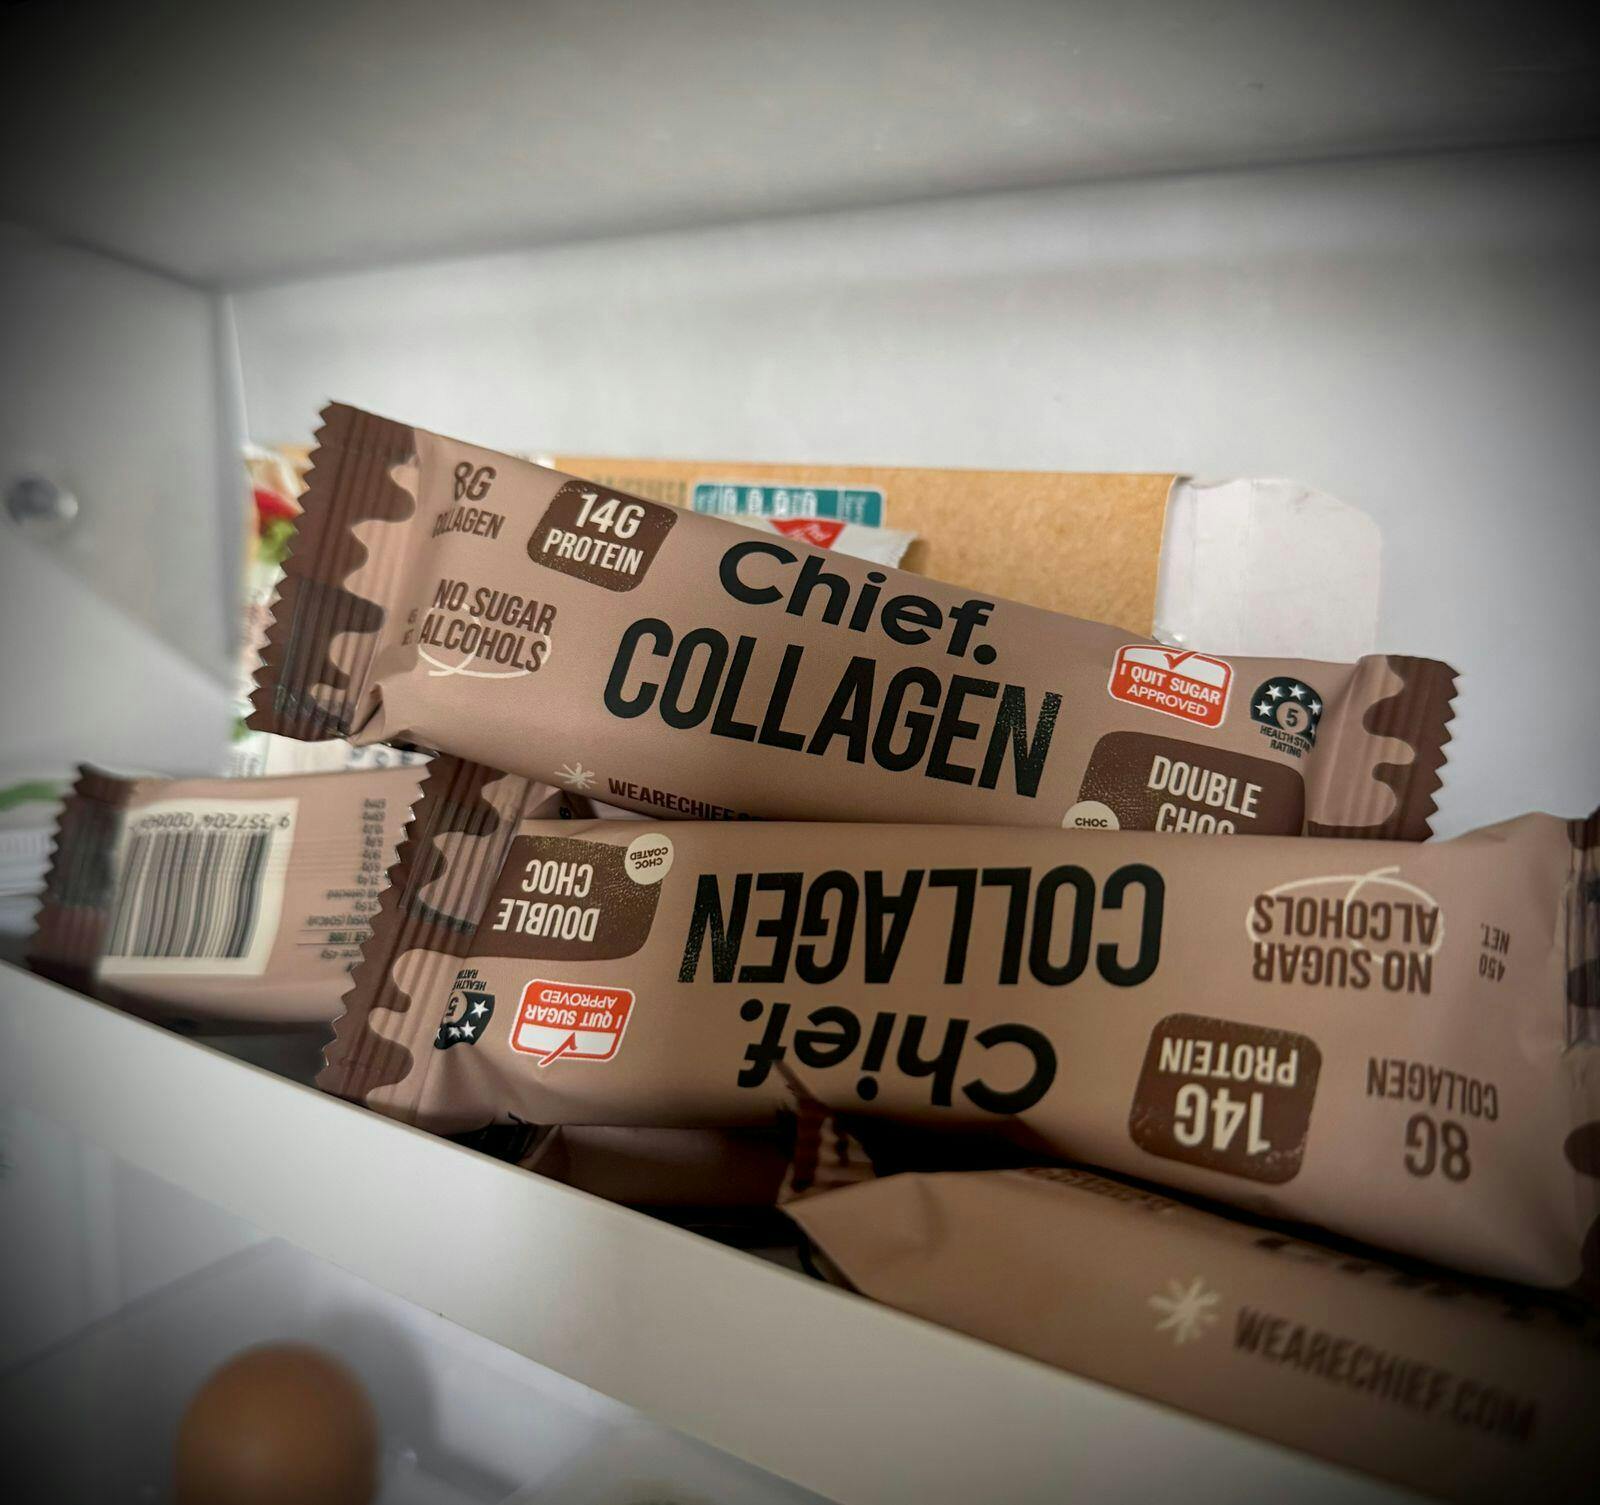 8G
COLLAGEN
14G
PROTEIN
NO SUGAR
ALCOHOLS
Chief.
COLLAGEN
I QUIT SUGAR
APPROVED
5
HEALTH STAR
RATING
DOUBLE
CHOC
CHOC
WEARECHIEF
DOUBLE
CHOC
CHOC
COATED
5
I QUIT SUGAR
APPROVED
Chief.
COLLAGEN
14G
PROTEIN
8G
COLLAGEN
NO SUGAR
ALCOHOLS
45G
NET.
WEARECHIEF.COM